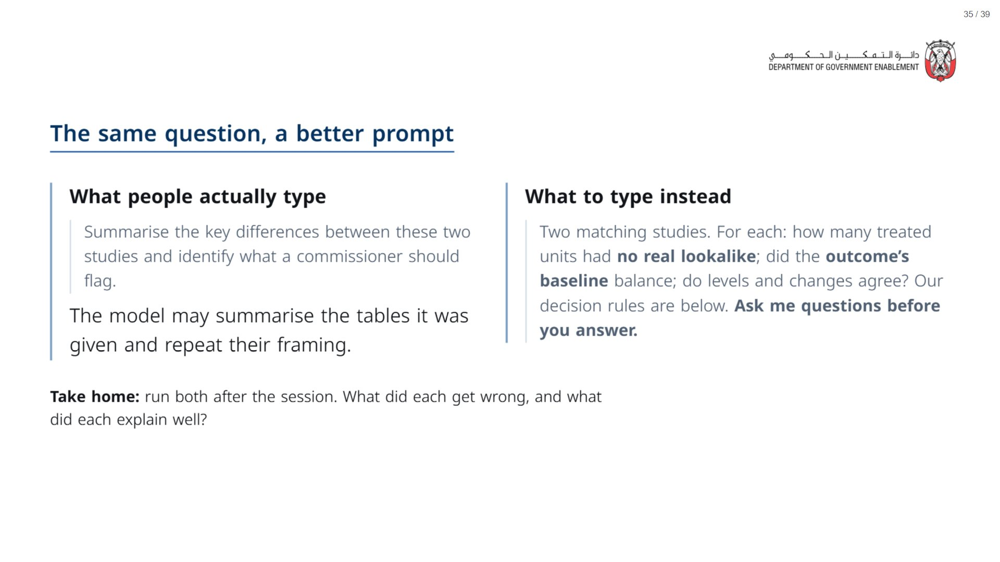 35 / 39
دائرة التمكين الحكومي
DEPARTMENT OF GOVERNMENT ENABLEMENT
The same question, a better prompt
What people actually type
Summarise the key differences between these two
studies and identify what a commissioner should
flag.
The model may summarise the tables it was
given and repeat their framing.
What to type instead
Two matching studies. For each: how many treated
units had no real lookalike; did the outcome’s
baseline balance; do levels and changes agree? Our
decision rules are below. Ask me questions before
you answer.
Take home: run both after the session. What did each get wrong, and what
did each explain well?